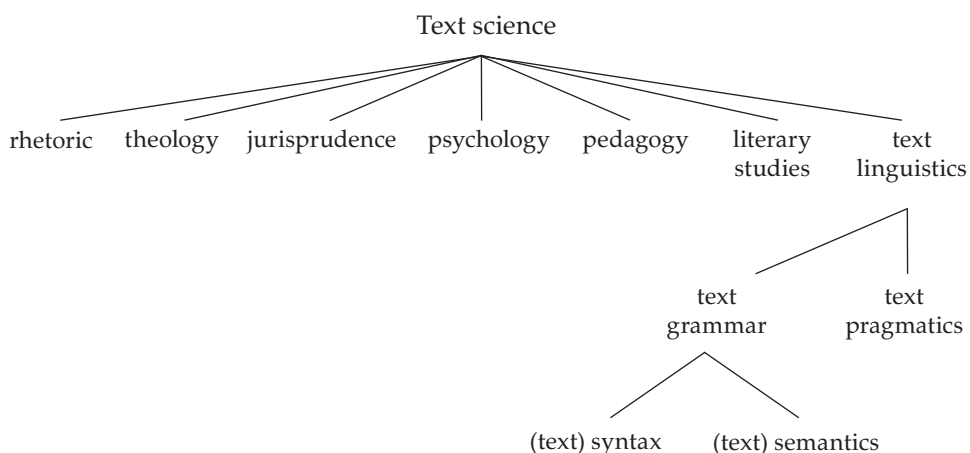 Text science
rhetoric theology jurisprudence psychology pedagogy literary studies text linguistics
text grammar text pragmatics
(text) syntax (text) semantics